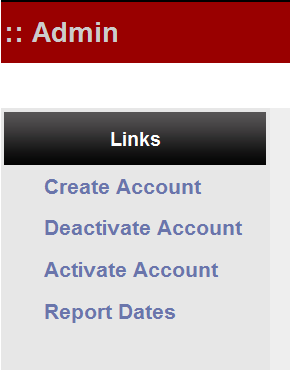 :: Admin
Links
Create Account
Deactivate Account
Activate Account
Report Dates